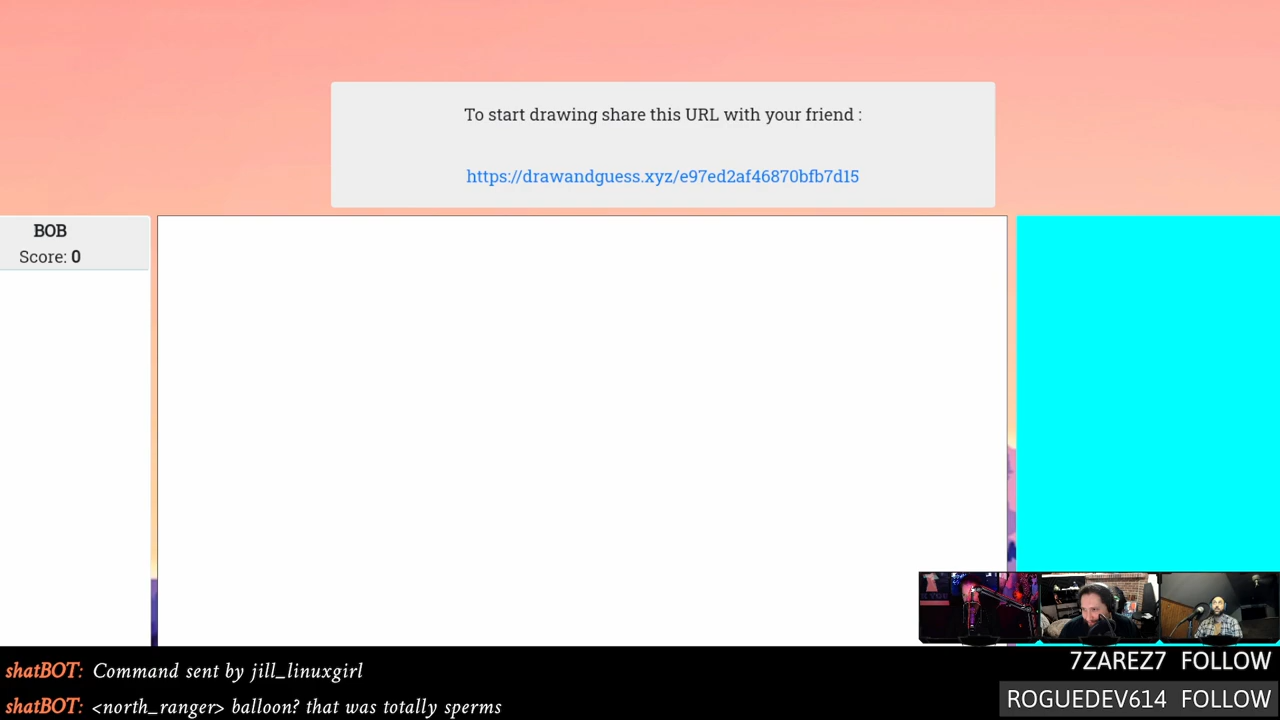 To start drawing share this URL with your friend :
https://drawandguess.xyz/e97ed2af46870bfb7d15
BOB
Score: 0
shatBOT: Command sent by jill_linuxgirl
shatBOT: <north_ranger> balloon? that was totally sperms
7ZAREZ7 FOLLOW
ROGUEDEV614 FOLLOW